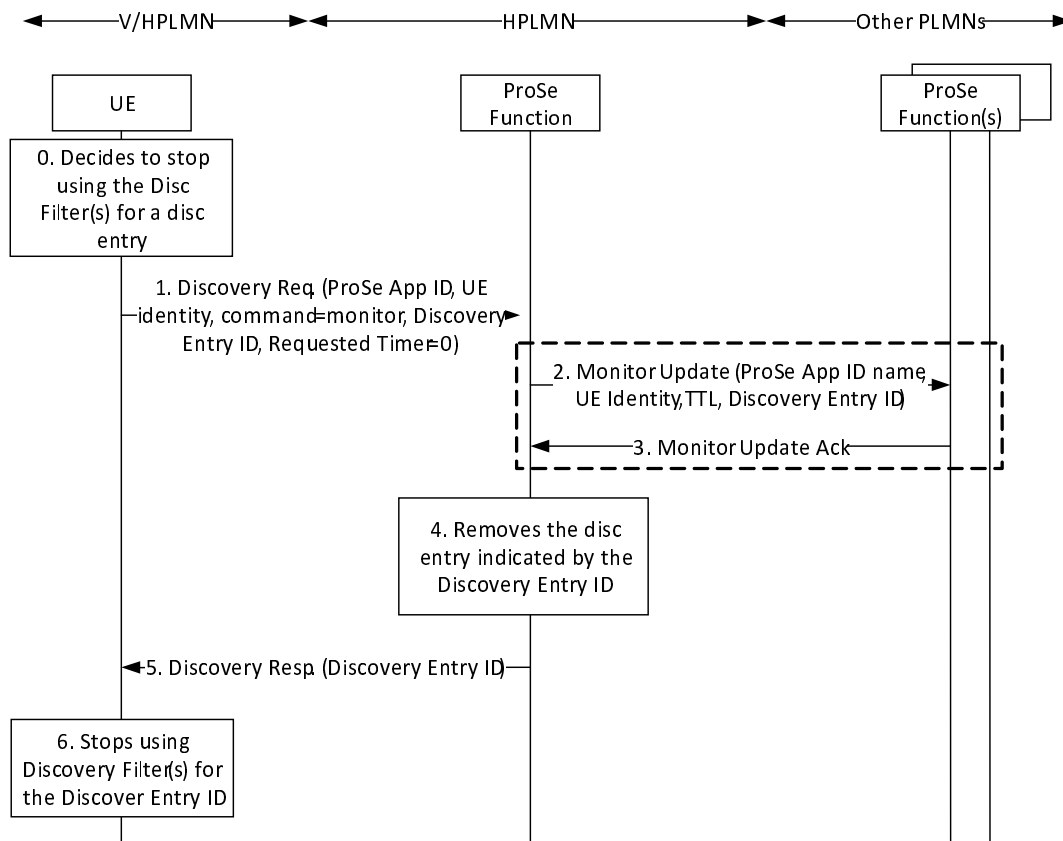 V/HPLMN
HPLMN
Other PLMNs
UE
ProSe
Function
ProSe
Function(s)
0. Decides to stop
using the Disc
Filter(s) for a disc
entry
1. Discovery Req. (ProSe App ID, UE
identity, command=monitor, Discovery
Entry ID, Requested Timer=0)
2. Monitor Update (ProSe App ID name,
UE Identity,TTL, Discovery Entry ID)
3. Monitor Update Ack
4. Removes the disc
entry indicated by the
Discovery Entry ID
5. Discovery Resp. (Discovery Entry ID)
6. Stops using
Discovery Filter(s) for
the Discover Entry ID